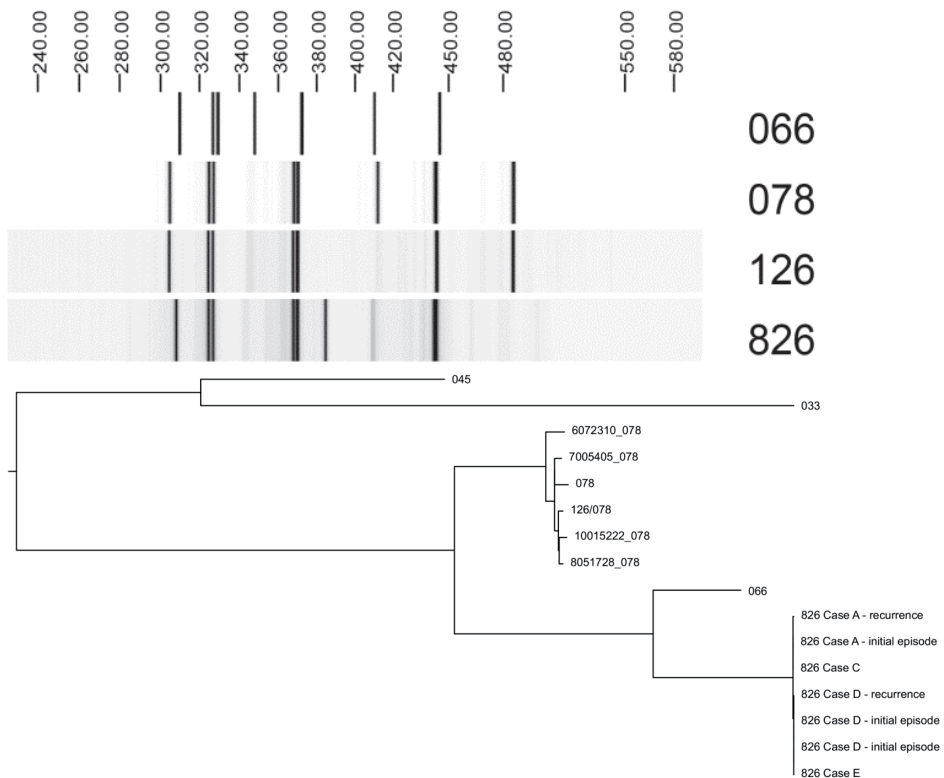 240.00 260.00 280.00 300.00 320.00 340.00 360.00 380.00 400.00 420.00 450.00 480.00 550.00 580.00
066
078
126
826
045
033
6072310_078
7005405_078
078
126/078
10015222_078
8051728_078
066
826 Case A - recurrence
826 Case A - initial episode
826 Case C
826 Case D - recurrence
826 Case D - initial episode
826 Case D - initial episode
826 Case E